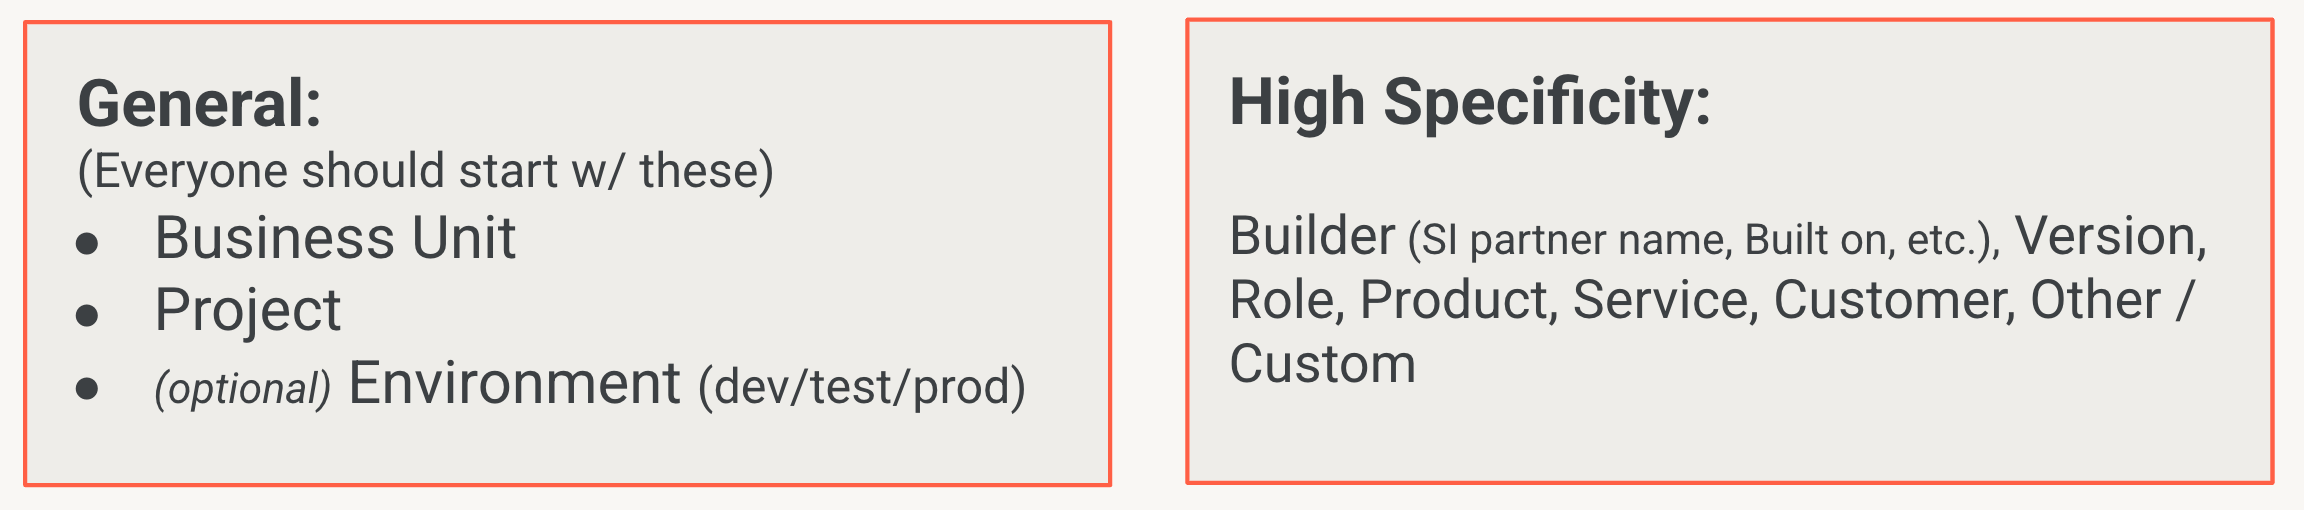 General:
(Everyone should start w/ these)
● Business Unit
● Project
● (optional) Environment (dev/test/prod)
High Specificity:
Builder (SI partner name, Built on, etc.), Version,
Role, Product, Service, Customer, Other /
Custom